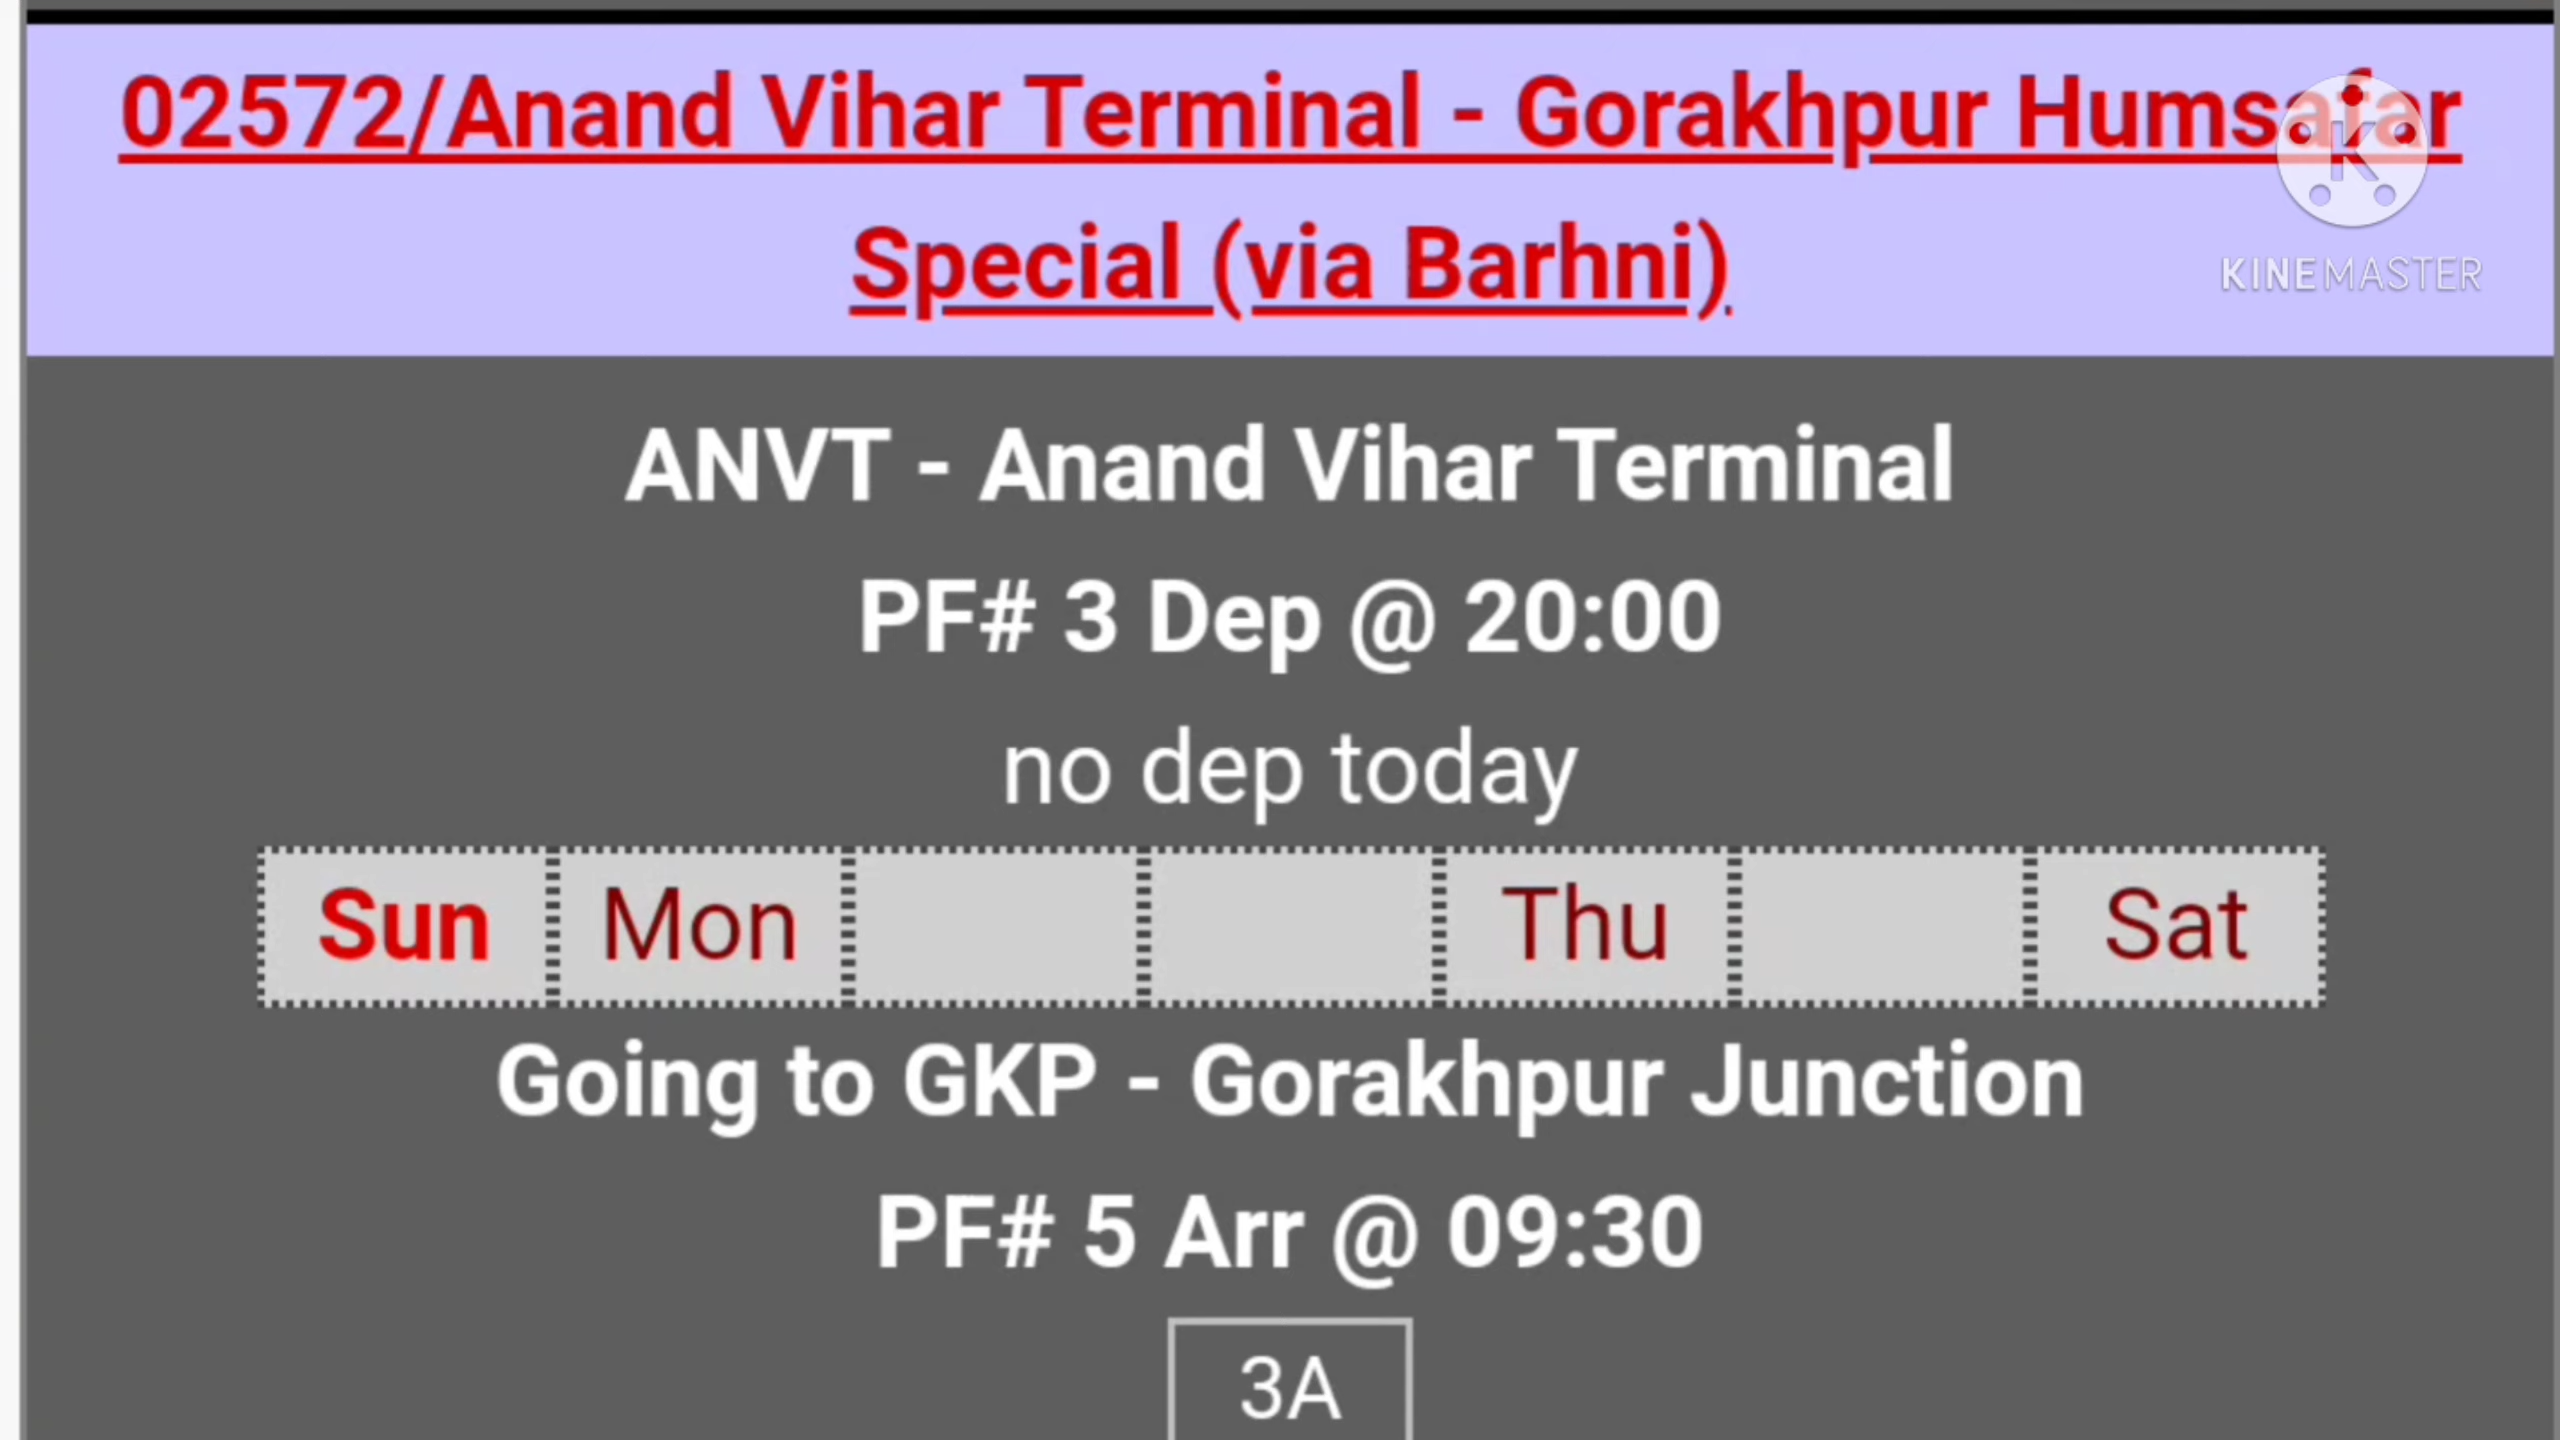 02572/Anand Vihar Terminal - Gorakhpur Humsafar
Special (via Barhni)
KINEMASTER
ANVT - Anand Vihar Terminal
PF# 3 Dep @ 20:00
no dep today
Sun Mon Thu Sat
Going to GKP - Gorakhpur Junction
PF# 5 Arr @ 09:30
3A